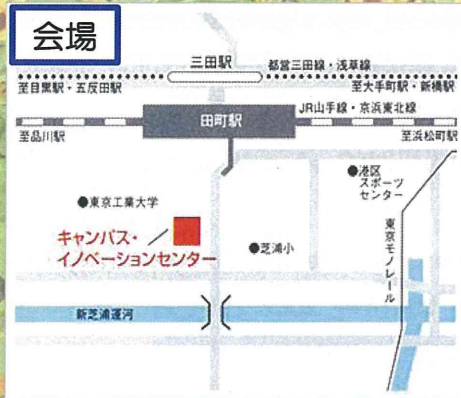 会場
三田駅
都営三田線・浅草線
至目黒駅・五反田駅
至大手町駅・新橋駅
JR山手線・京浜東北線
田町駅
至品川駅
至浜松町駅
●港区
スポーツ
センター
●東京工業大学
キャンパス・
イノベーションセンター
●芝浦小
東京モノレール
新芝浦運河